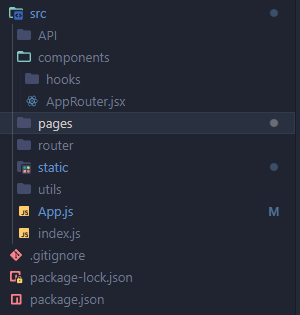 src
API
components
hooks
AppRouter.jsx
pages
router
static
utils
App.js M
index.js
.gitignore
package-lock.json
package.json